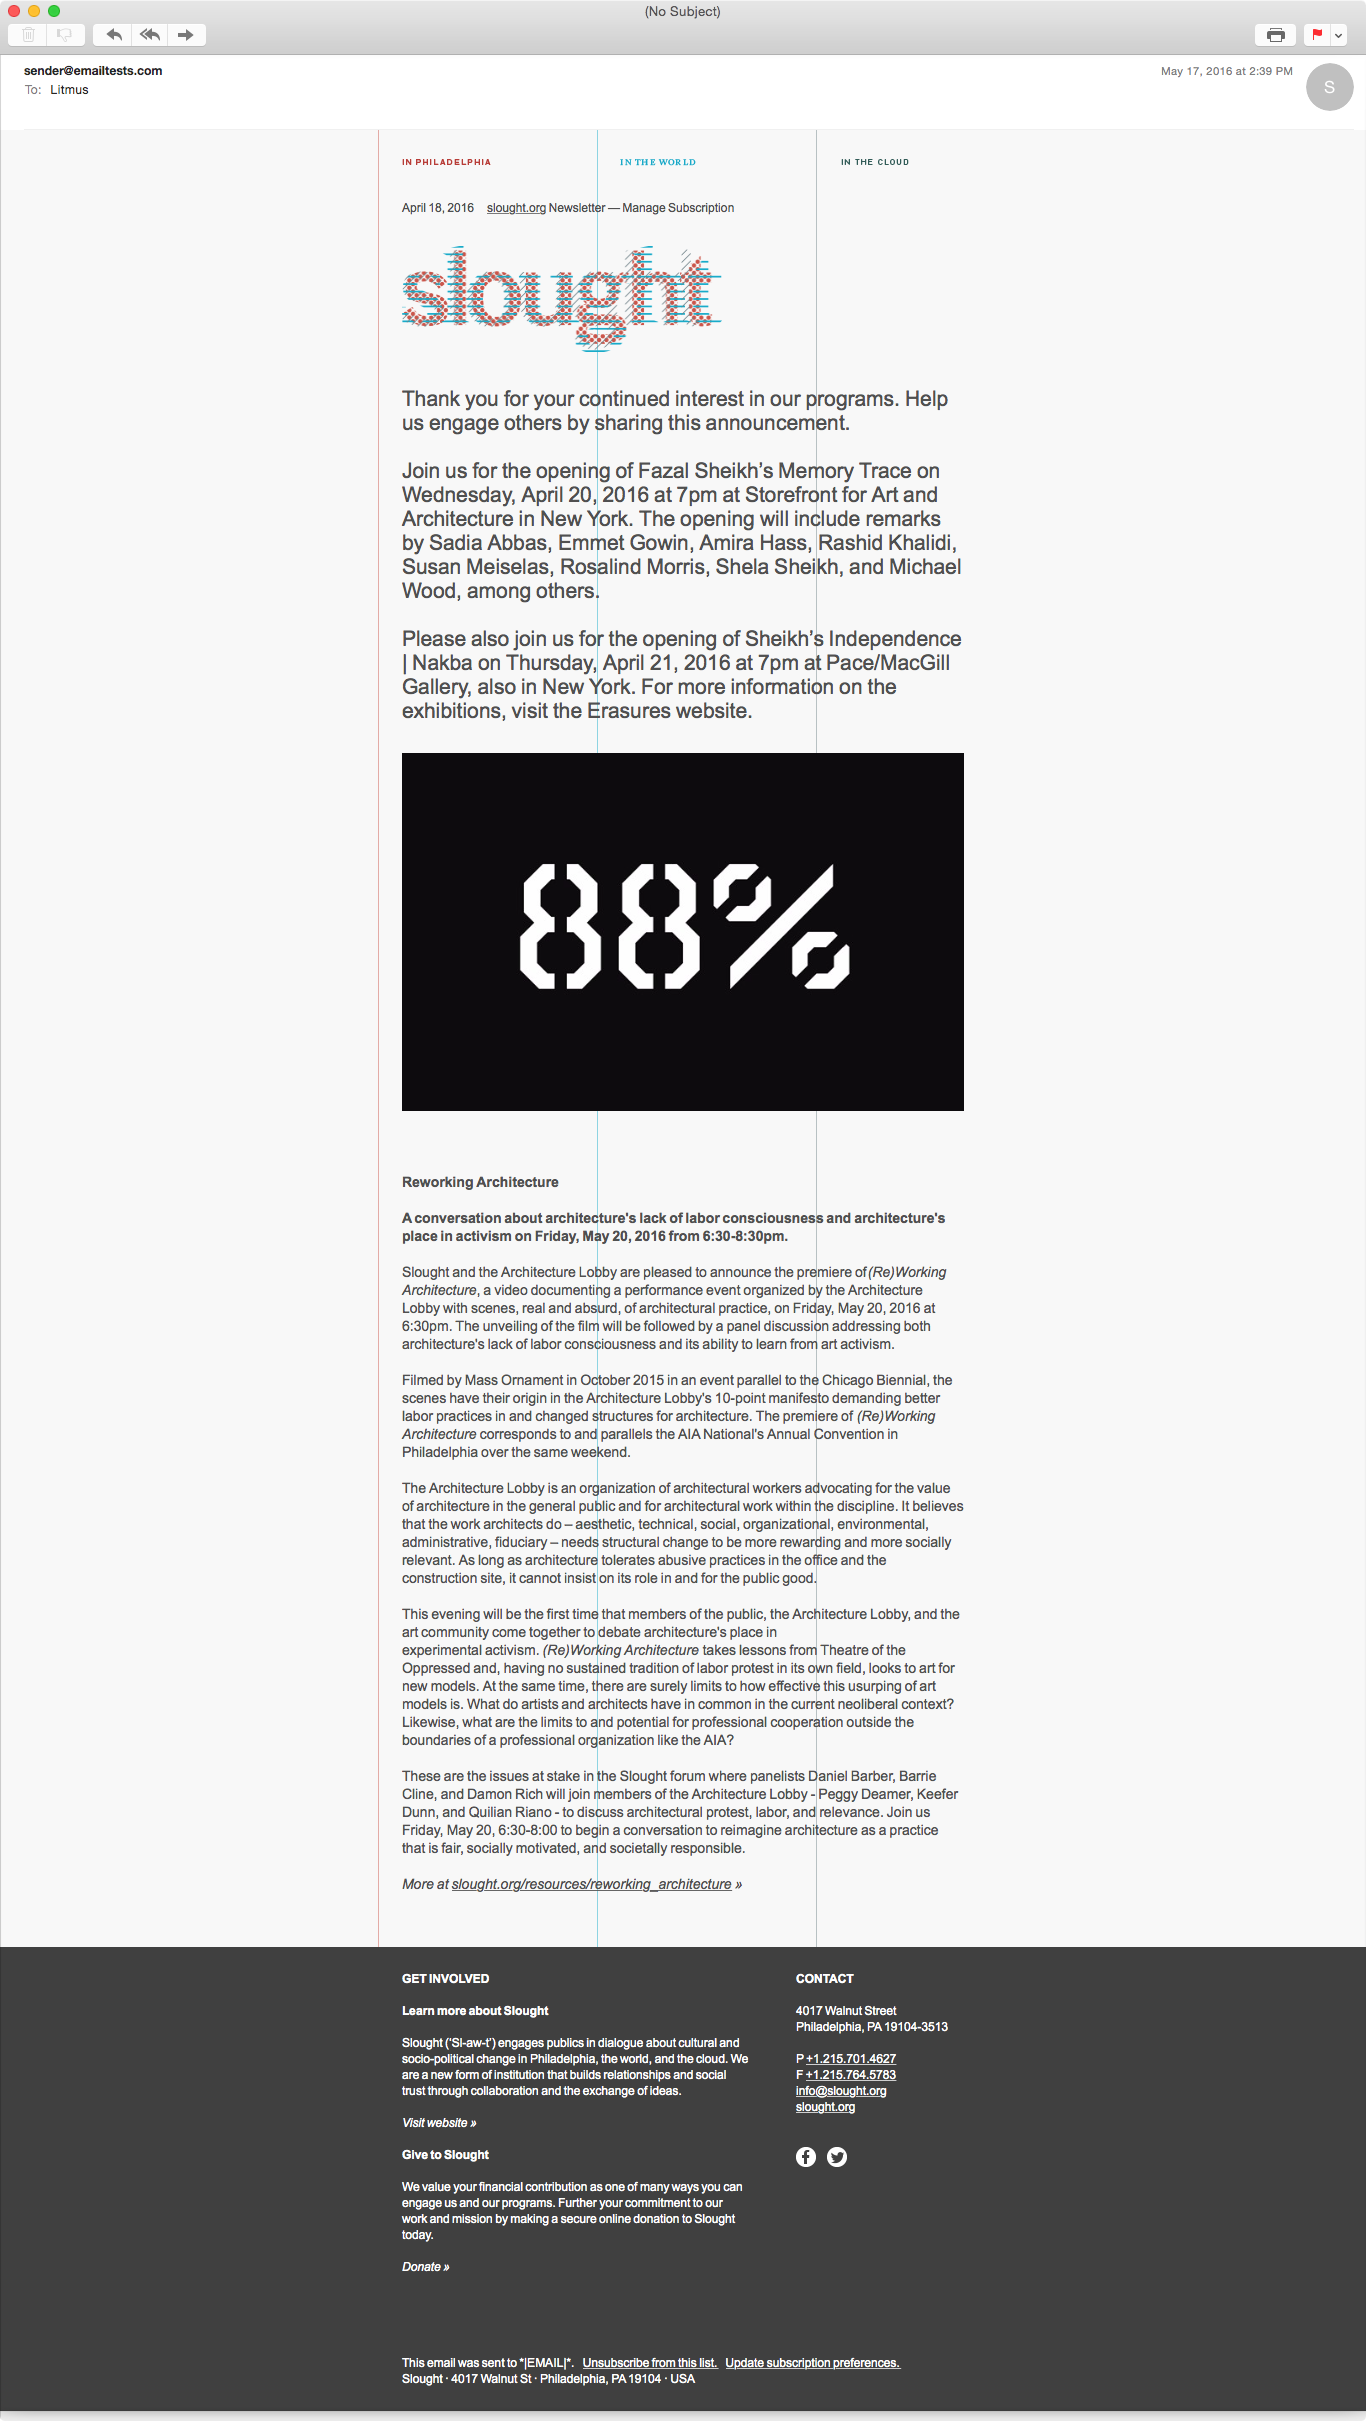 (No Subject)
sender@emailtests.com
May 17, 2016 at 2:39 PM
S
To: Litmus
IN PHILADELPHIA
IN THE WORLD
IN THE CLOUD
April 18, 2016 slought.org Newsletter — Manage Subscription
slought
Thank you for your continued interest in our programs. Help
us engage others by sharing this announcement.
Join us for the opening of Fazal Sheikh’s Memory Trace on
Wednesday, April 20, 2016 at 7pm at Storefront for Art and
Architecture in New York. The opening will include remarks
by Sadia Abbas, Emmet Gowin, Amira Hass, Rashid Khalidi,
Susan Meiselas, Rosalind Morris, Shela Sheikh, and Michael
Wood, among others.
Please also join us for the opening of Sheikh’s Independence
| Nakba on Thursday, April 21, 2016 at 7pm at Pace/MacGill
Gallery, also in New York. For more information on the
exhibitions, visit the Erasures website.
88%
Reworking Architecture
A conversation about architecture's lack of labor consciousness and architecture's
place in activism on Friday, May 20, 2016 from 6:30-8:30pm.
Slought and the Architecture Lobby are pleased to announce the premiere of (Re)Working
Architecture, a video documenting a performance event organized by the Architecture
Lobby with scenes, real and absurd, of architectural practice, on Friday, May 20, 2016 at
6:30pm. The unveiling of the film will be followed by a panel discussion addressing both
architecture's lack of labor consciousness and its ability to learn from art activism.
Filmed by Mass Ornament in October 2015 in an event parallel to the Chicago Biennial, the
scenes have their origin in the Architecture Lobby's 10-point manifesto demanding better
labor practices in and changed structures for architecture. The premiere of (Re)Working
Architecture corresponds to and parallels the AIA National's Annual Convention in
Philadelphia over the same weekend.
The Architecture Lobby is an organization of architectural workers advocating for the value
of architecture in the general public and for architectural work within the discipline. It believes
that the work architects do – aesthetic, technical, social, organizational, environmental,
administrative, fiduciary – needs structural change to be more rewarding and more socially
relevant. As long as architecture tolerates abusive practices in the office and the
construction site, it cannot insist on its role in and for the public good.
This evening will be the first time that members of the public, the Architecture Lobby, and the
art community come together to debate architecture's place in
experimental activism. (Re)Working Architecture takes lessons from Theatre of the
Oppressed and, having no sustained tradition of labor protest in its own field, looks to art for
new models. At the same time, there are surely limits to how effective this usurping of art
models is. What do artists and architects have in common in the current neoliberal context?
Likewise, what are the limits to and potential for professional cooperation outside the
boundaries of a professional organization like the AIA?
These are the issues at stake in the Slought forum where panelists Daniel Barber, Barrie
Cline, and Damon Rich will join members of the Architecture Lobby - Peggy Deamer, Keefer
Dunn, and Quilian Riano - to discuss architectural protest, labor, and relevance. Join us
Friday, May 20, 6:30-8:00 to begin a conversation to reimagine architecture as a practice
that is fair, socially motivated, and societally responsible.
More at slought.org/resources/reworking_architecture »
GET INVOLVED
Learn more about Slought
Slought (‘Sl-aw-t’) engages publics in dialogue about cultural and
socio-political change in Philadelphia, the world, and the cloud. We
are a new form of institution that builds relationships and social
trust through collaboration and the exchange of ideas.
Visit website »
Give to Slought
We value your financial contribution as one of many ways you can
engage us and our programs. Further your commitment to our
work and mission by making a secure online donation to Slought
today.
Donate »
CONTACT
4017 Walnut Street
Philadelphia, PA 19104-3513
P +1.215.701.4627
F +1.215.764.5783
info@slought.org
slought.org
This email was sent to *|EMAIL|*. Unsubscribe from this list. Update subscription preferences.
Slought · 4017 Walnut St · Philadelphia, PA 19104 · USA